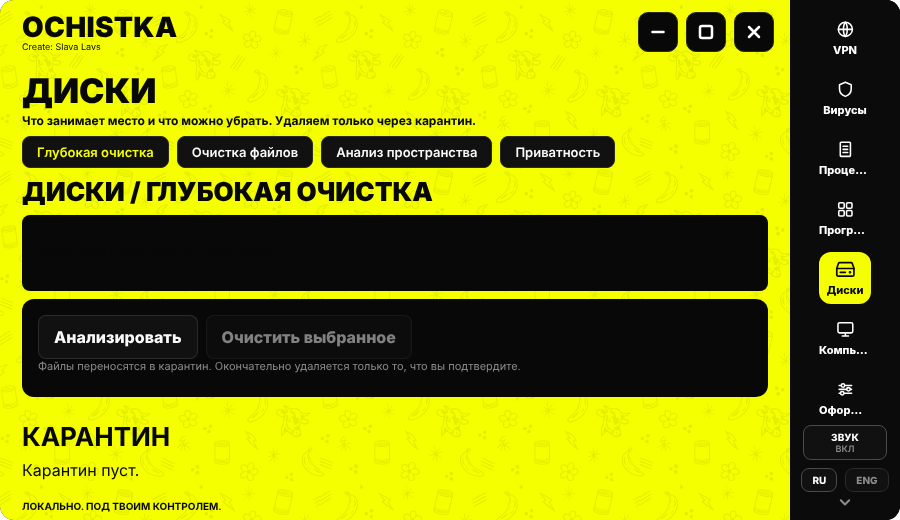 OCHISTKA
Create: Slava Lavs
ДИСКИ
Что занимает место и что можно убрать. Удаляем только через карантин.
Глубокая очистка
Очистка файлов
Анализ пространства
Приватность
ДИСКИ / ГЛУБОКАЯ ОЧИСТКА
Анализировать
Очистить выбранное
Файлы переносятся в карантин. Окончательно удаляется только то, что вы подтвердите.
КАРАНТИН
Карантин пуст.
ЛОКАЛЬНО. ПОД ТВОИМ КОНТРОЛЕМ.
VPN
Вирусы
Проце...
Прогр...
Диски
Компь...
Офор...
ЗВУК
ВКЛ
RU
ENG